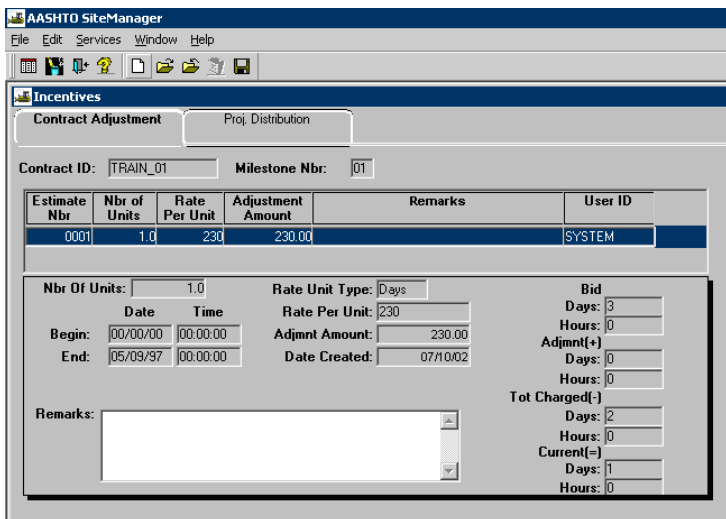 AASHTO SiteManager
File Edit Services Window Help
Incentives
Contract Adjustment Proj. Distribution
Contract ID: TRAIN_01 Milestone Nbr: 01
Estimate Nbr Nbr of Units Rate Per Unit Adjustment Amount Remarks User ID
0001 1.0 230 230.00 SYSTEM
Nbr Of Units: 1.0 Rate Unit Type: Days Bid
Date Time Rate Per Unit: 230 Days: 3
Hours: 0
Begin: 00/00/00 00:00:00 Adjmnt Amount: 230.00 Adjmnt(+)
End: 05/09/97 00:00:00 Date Created: 07/10/02 Days: 0
Hours: 0
Tot Charged(-)
Remarks: Days: 2
Hours: 0
Current(=)
Days: 1
Hours: 0